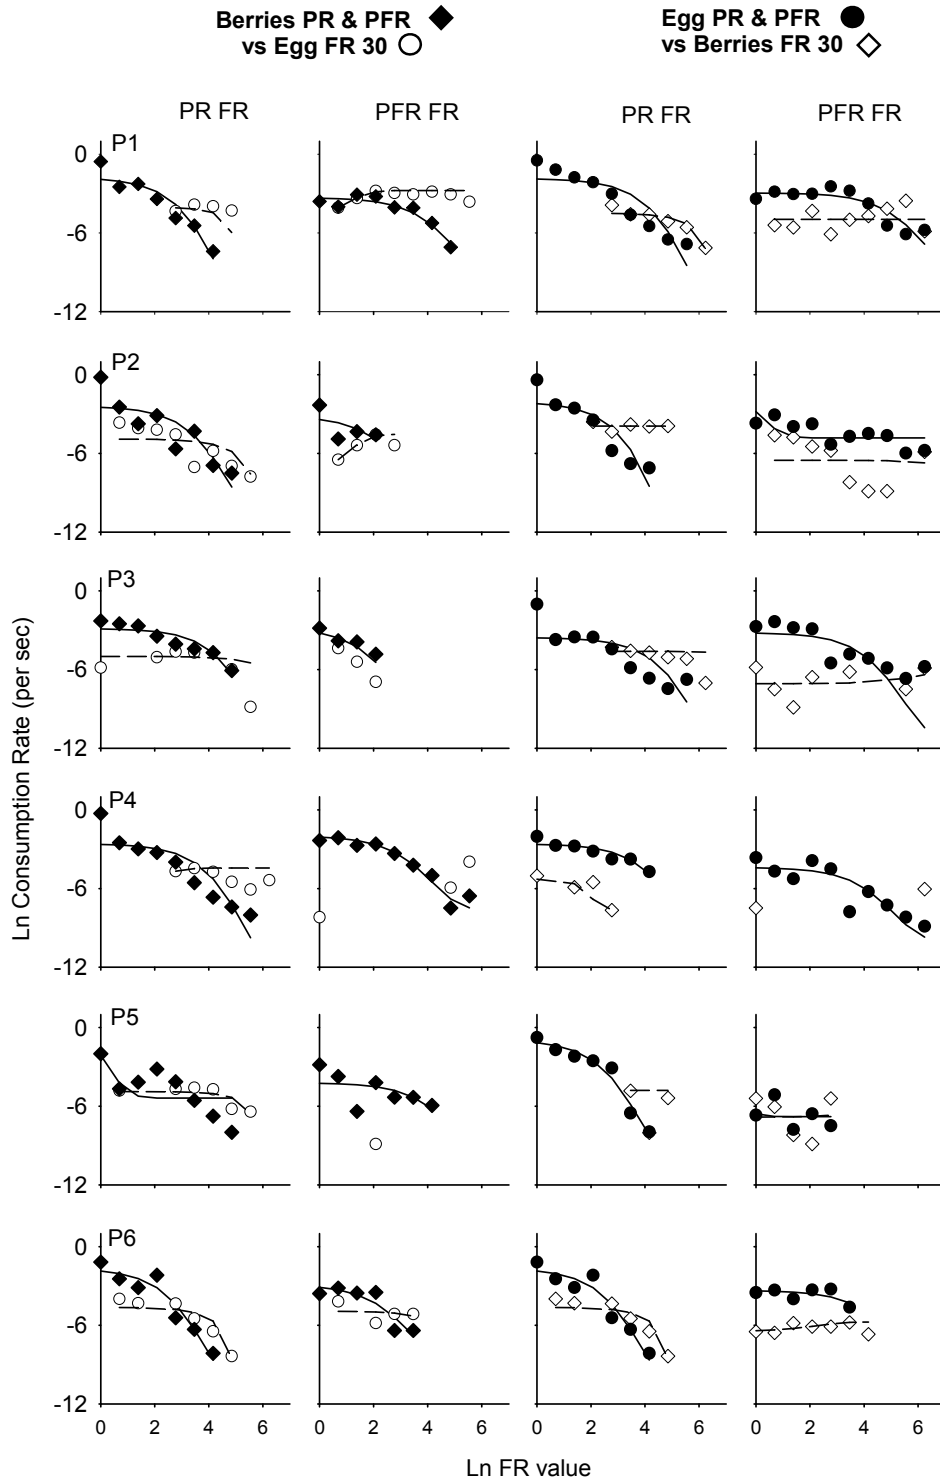 Berries PR & PFR
vs Egg FR 30
Egg PR & PFR
vs Berries FR 30
PR FR
PFR FR
PR FR
PFR FR
P1
0
-6
-12
P2
0
-6
-12
P3
0
-6
-12
P4
0
-6
-12
P5
0
-6
-12
P6
0
-6
-12
0 2 4 6
0 2 4 6
0 2 4 6
0 2 4 6
Ln Consumption Rate (per sec)
Ln FR value